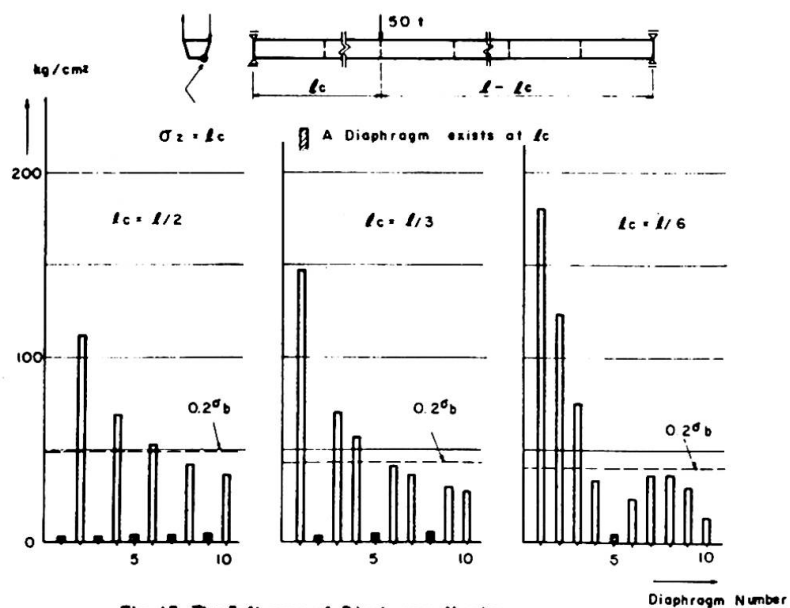 50 t
kg/cm²
ℓc
ℓ – ℓc
σz = ℓc
A Diaphragm exists at ℓc
200
100
0
ℓc = ℓ/2
ℓc = ℓ/3
ℓc = ℓ/6
0.2σb
0.2σb
0.2σb
5
10
5
10
5
10
Diaphragm Number